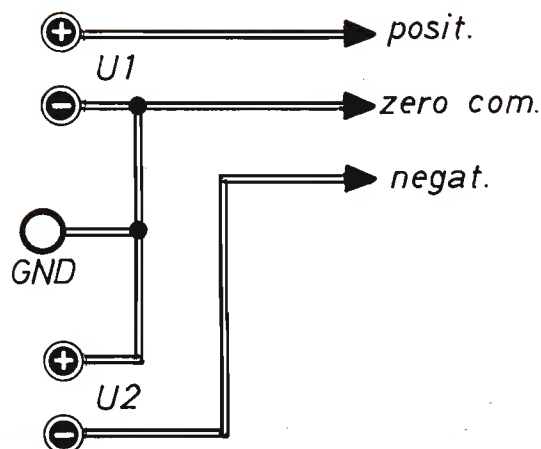 + posit.
U1
- zero com.
negat.
GND
+
U2
-